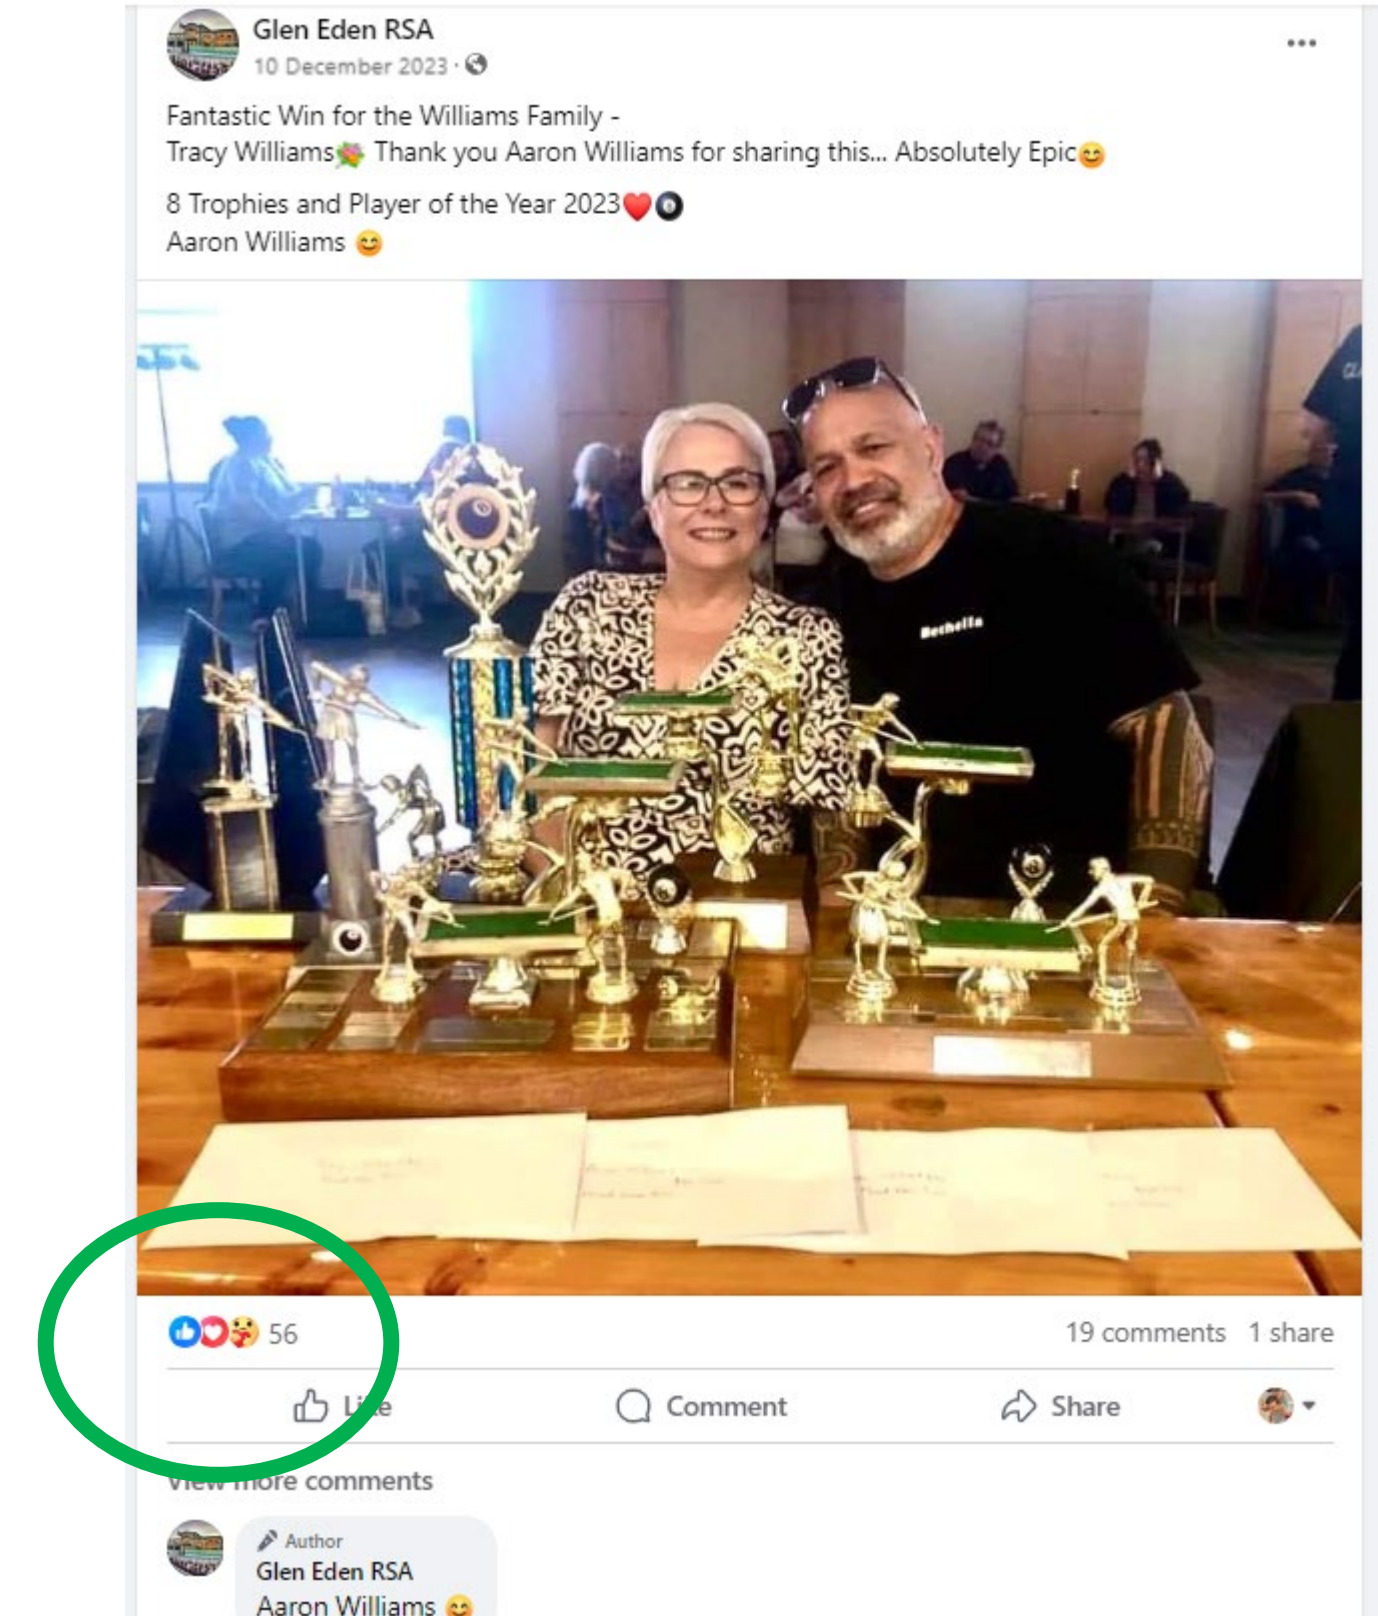 Glen Eden RSA
10 December 2023 ·
Fantastic Win for the Williams Family -
Tracy Williams💐 Thank you Aaron Williams for sharing this... Absolutely Epic😊
8 Trophies and Player of the Year 2023❤️🎱
Aaron Williams 😊
Bechella
56
19 comments 1 share
Like Comment Share
View more comments
Author
Glen Eden RSA
Aaron Williams 😊